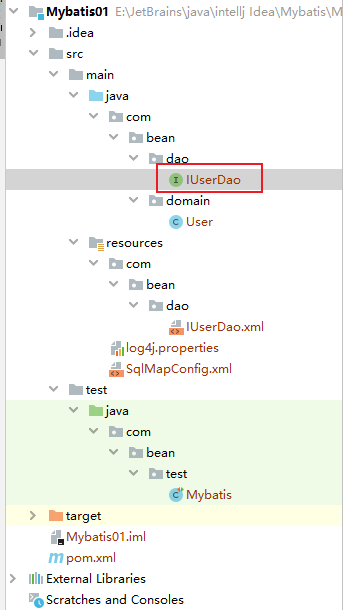 Mybatis01 E:\JetBrains\java\intellj Idea\Mybatis\M
.idea
src
main
java
com
bean
dao
IUserDao
domain
User
resources
com
bean
dao
IUserDao.xml
log4j.properties
SqlMapConfig.xml
test
java
com
bean
test
Mybatis
target
Mybatis01.iml
pom.xml
External Libraries
Scratches and Consoles